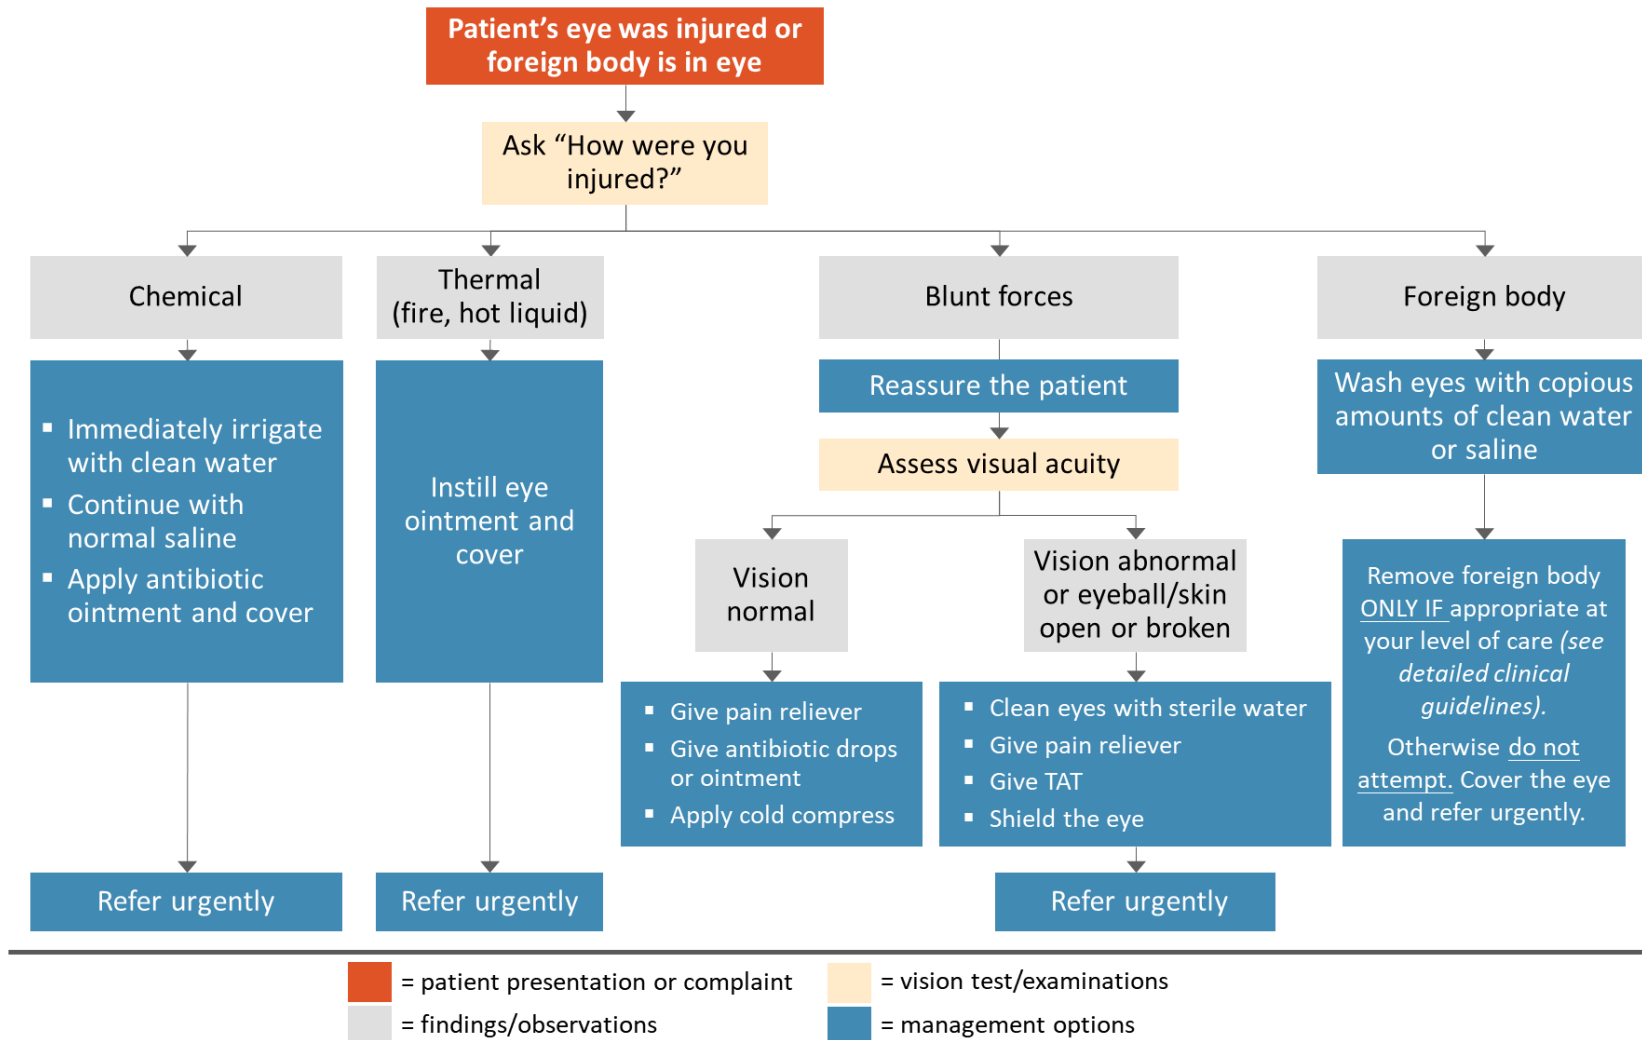 Patient’s eye was injured or
foreign body is in eye
Ask “How were you
injured?”
Chemical
Thermal
(fire, hot liquid)
Blunt forces
Foreign body
▪ Immediately irrigate
with clean water
▪ Continue with
normal saline
▪ Apply antibiotic
ointment and cover
Instill eye
ointment and
cover
Reassure the patient
Assess visual acuity
Wash eyes with copious
amounts of clean water
or saline
Vision
normal
Vision abnormal
or eyeball/skin
open or broken
▪ Give pain reliever
▪ Give antibiotic drops
or ointment
▪ Apply cold compress
▪ Clean eyes with sterile water
▪ Give pain reliever
▪ Give TAT
▪ Shield the eye
Remove foreign body
ONLY IF appropriate at
your level of care (see
detailed clinical
guidelines).
Otherwise do not
attempt. Cover the eye
and refer urgently.
Refer urgently
Refer urgently
Refer urgently
= patient presentation or complaint
= vision test/examinations
= findings/observations
= management options